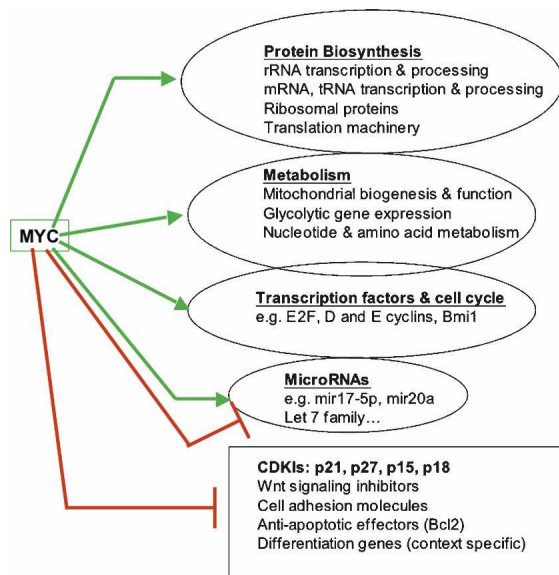 Protein Biosynthesis
rRNA transcription & processing
mRNA, tRNA transcription & processing
Ribosomal proteins
Translation machinery
Metabolism
Mitochondrial biogenesis & function
Glycolytic gene expression
Nucleotide & amino acid metabolism
MYC
Transcription factors & cell cycle
e.g. E2F, D and E cyclins, Bmi1
MicroRNAs
e.g. mir17-5p, mir20a
Let 7 family...
CDKIs: p21, p27, p15, p18
Wnt signaling inhibitors
Cell adhesion molecules
Anti-apoptotic effectors (Bcl2)
Differentiation genes (context specific)